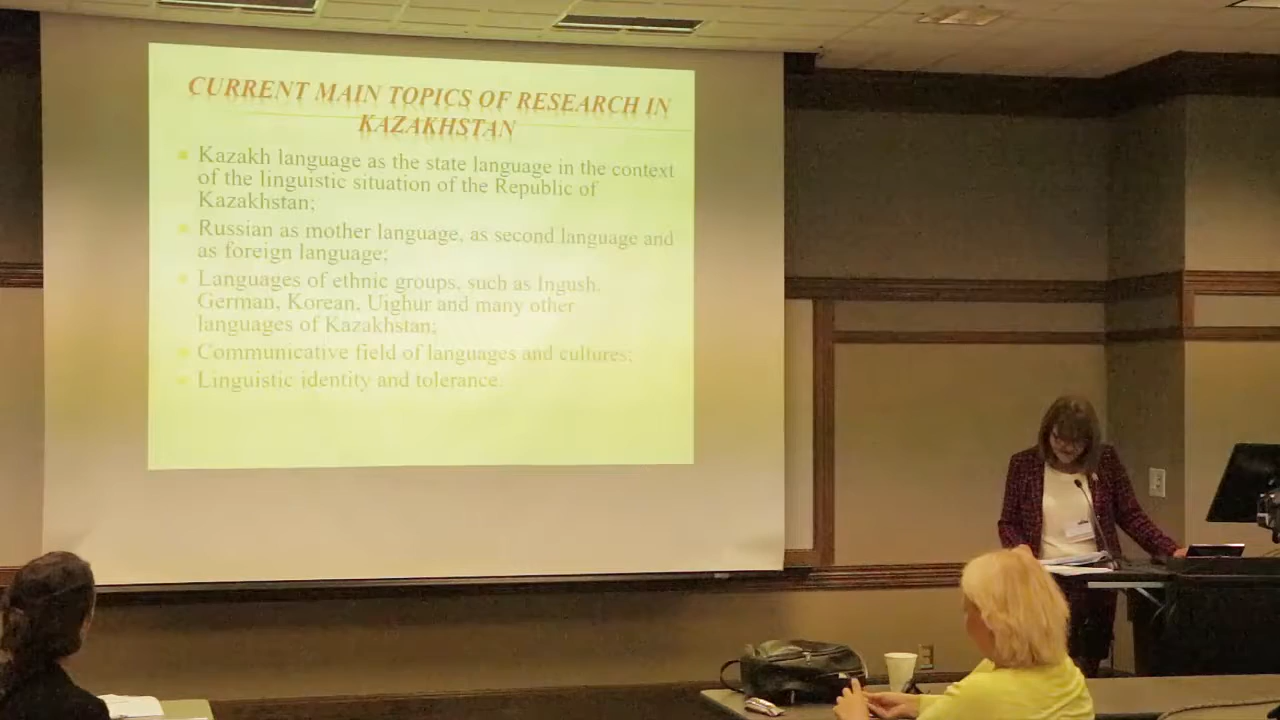 CURRENT MAIN TOPICS OF RESEARCH IN
KAZAKHSTAN
Kazakh language as the state language in the context
of the linguistic situation of the Republic of
Kazakhstan;
Russian as mother language, as second language and
as foreign language;
Languages of ethnic groups, such as Ingush,
German, Korean, Uighur and many other
languages of Kazakhstan;
Communicative field of languages and cultures;
Linguistic identity and tolerance.